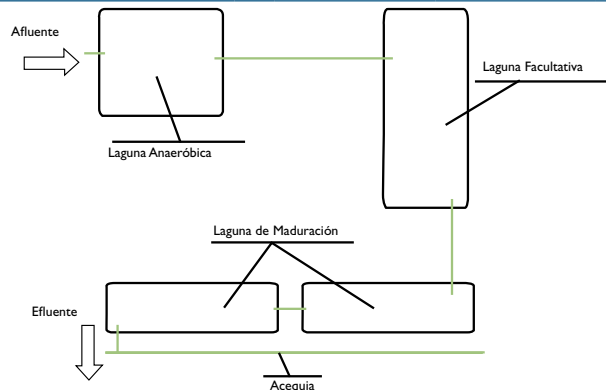 Afluente
Laguna Facultativa
Laguna Anaeróbica
Laguna de Maduración
Efluente
Acequia